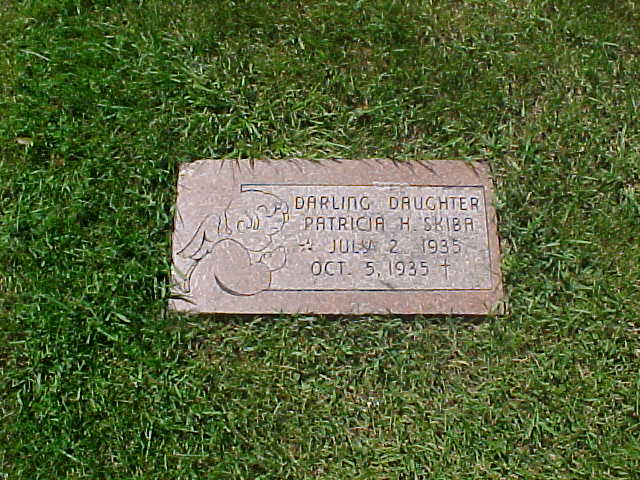 DARLING DAUGHTER
PATRICIA H. SKIBA
JULY 2 1935
OCT. 5, 1935